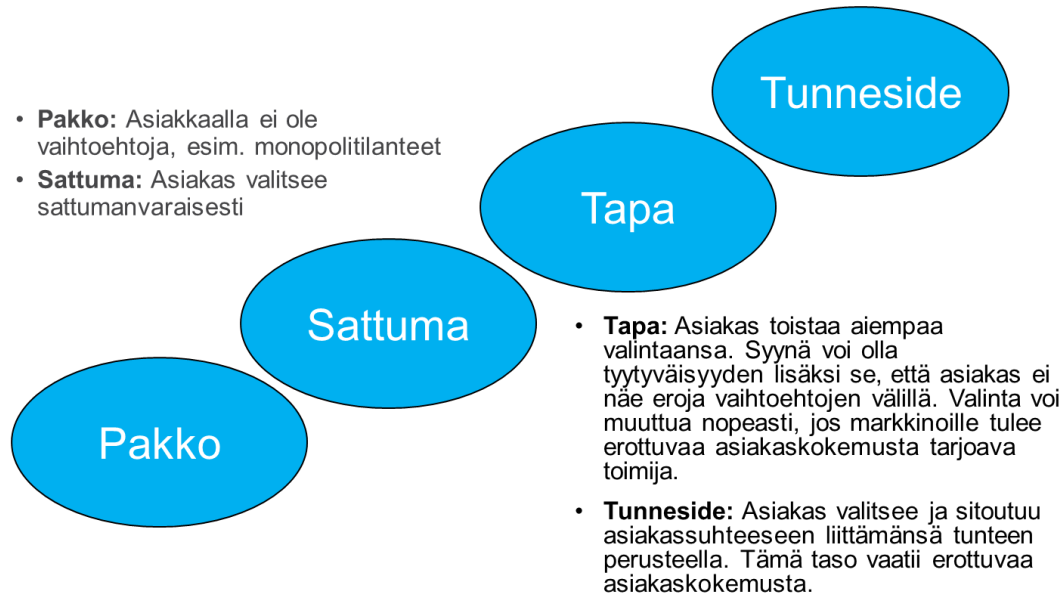 Tunneside
• Pakko: Asiakkaalla ei ole
vaihtoehtoja, esim. monopolitilanteet
• Sattuma: Asiakas valitsee
sattumanvaraisesti
Tapa
Sattuma
Pakko
• Tapa: Asiakas toistaa aiempaa
valintaansa. Syynä voi olla
tyytyväisyyden lisäksi se, että asiakas ei
näe eroja vaihtoehtojen välillä. Valinta voi
muuttua nopeasti, jos markkinoille tulee
erottuvaa asiakaskokemusta tarjoava
toimija.
• Tunneside: Asiakas valitsee ja sitoutuu
asiakassuhteeseen liittämänsä tunteen
perusteella. Tämä taso vaatii erottuvaa
asiakaskokemusta.